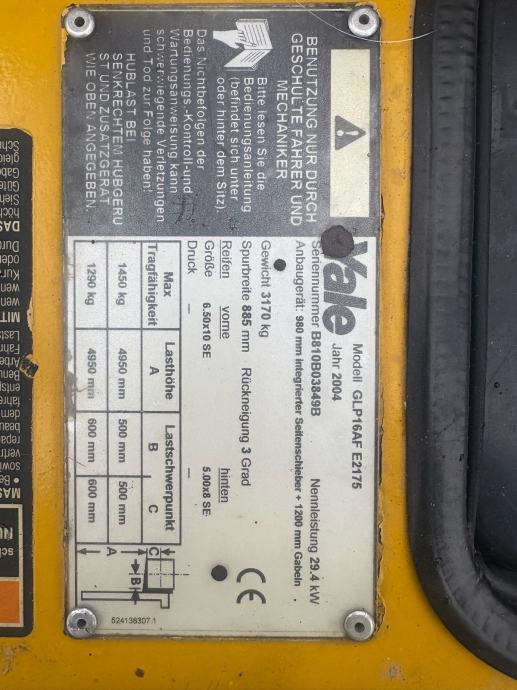 BENUTZUNG NUR DURCH
GESCHULTE FAHRER UND
MECHANIKER
Bitte lesen Sie die
Bedienungsanleitung
(befindet sich unter
oder hinter dem Sitz)
Das Nichtbefolgen der
Bedienungs-,Kontroll-und
Wartungsanweisung kann
schwerwiegende Verletzungen
und Tod zur Folge haben!
HUBLAST BEI
SENKRECHTEM HUBGERU
ST UND ZUSATZGERAT
WIE OBEN ANGEGEBEN.
Yale Modell GLP16AF E2175
Jahr 2004
Seriennummer B810B03849B Nennleistung 29.4 kW
Anbaugerät: 980 mm integrierter Seitenschieber + 1200 mm Gabeln
Gewicht 3170 kg
Spurbreite 885 mm Rückneigung 3 Grad
Reifen vorne hinten
Größe 6.50x10 SE 5.00x8 SE
Druck — —
CE
Max Tragfähigkeit Lasthöhe A Lastschwerpunkt B C
1450 kg 4950 mm 500 mm 500 mm
1290 kg 4950 mm 600 mm 600 mm
A B C
524138307.1